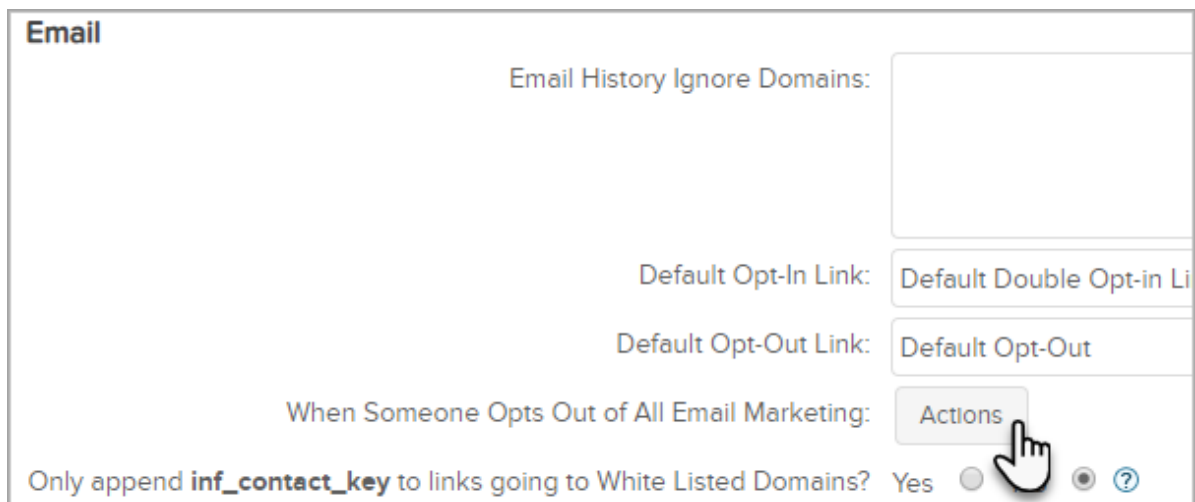 Email
Email History Ignore Domains:
Default Opt-In Link: Default Double Opt-in Li
Default Opt-Out Link: Default Opt-Out
When Someone Opts Out of All Email Marketing: Actions
Only append inf_contact_key to links going to White Listed Domains? Yes ?